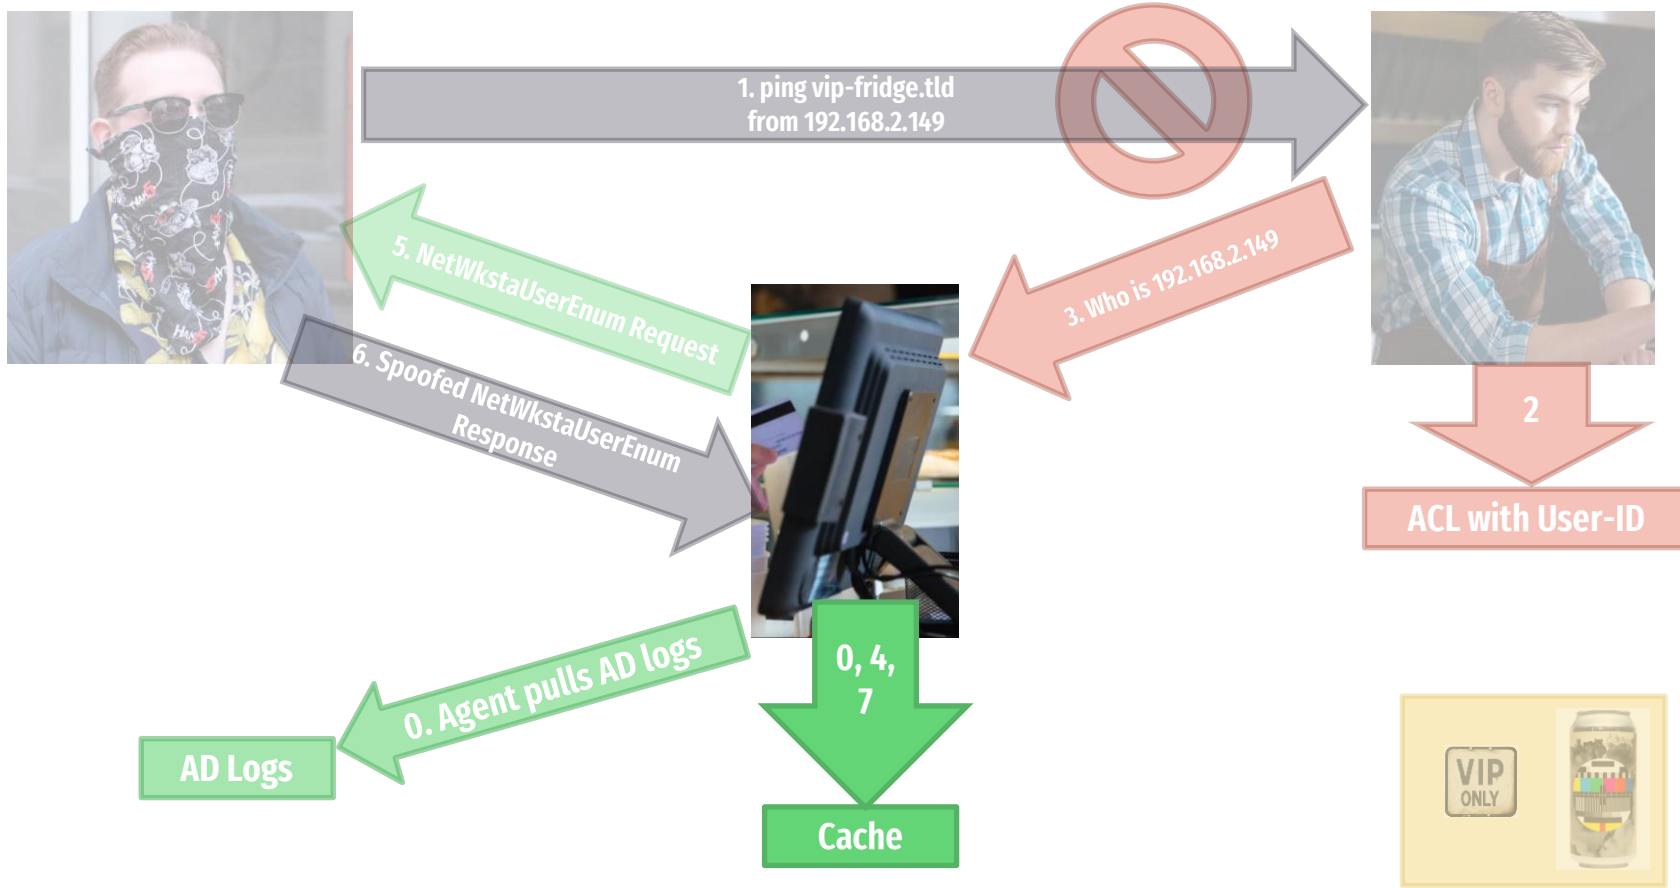 1. ping vip-fridge.tld
from 192.168.2.149
5. NetWkstaUserEnum Request
3. Who is 192.168.2.149
6. Spoofed NetWkstaUserEnum
Response
2
ACL with User-ID
0. Agent pulls AD logs
0, 4,
7
AD Logs
Cache
VIP
ONLY